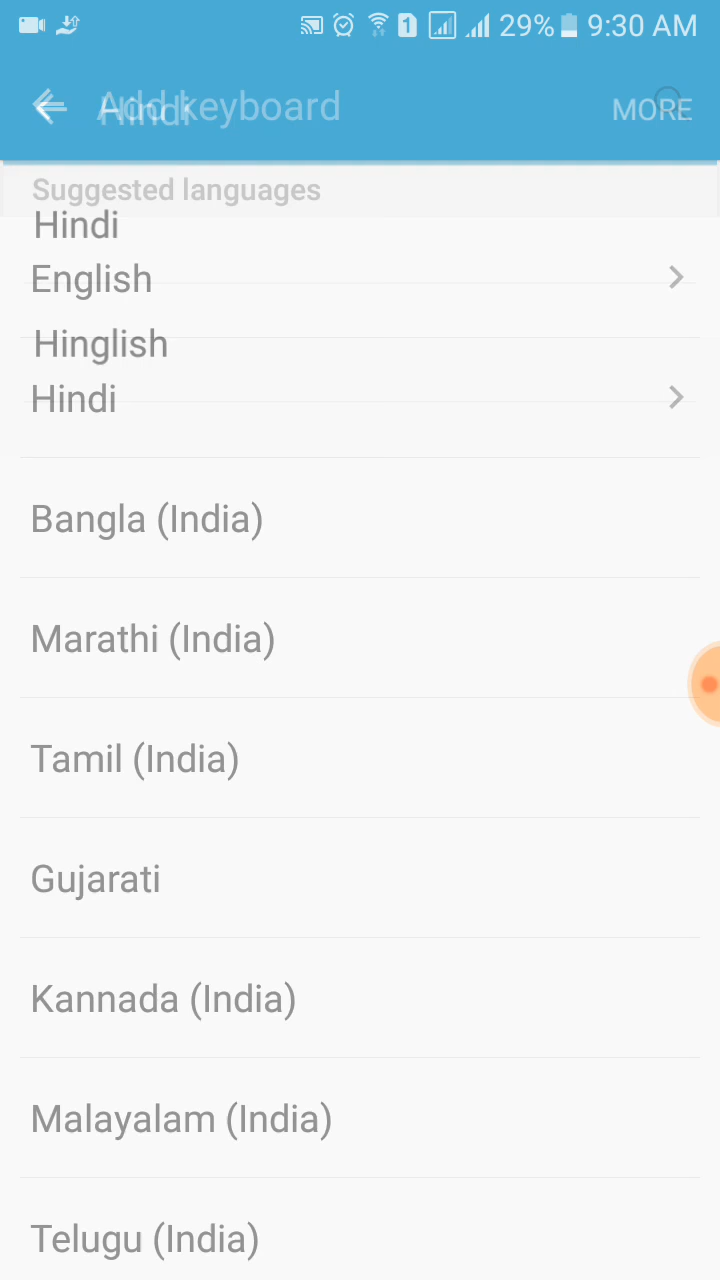 1 29% 9:30 AM
Add keyboard
Hindi
MORE
Suggested languages
Hindi
English
Hinglish
Hindi
Bangla (India)
Marathi (India)
Tamil (India)
Gujarati
Kannada (India)
Malayalam (India)
Telugu (India)